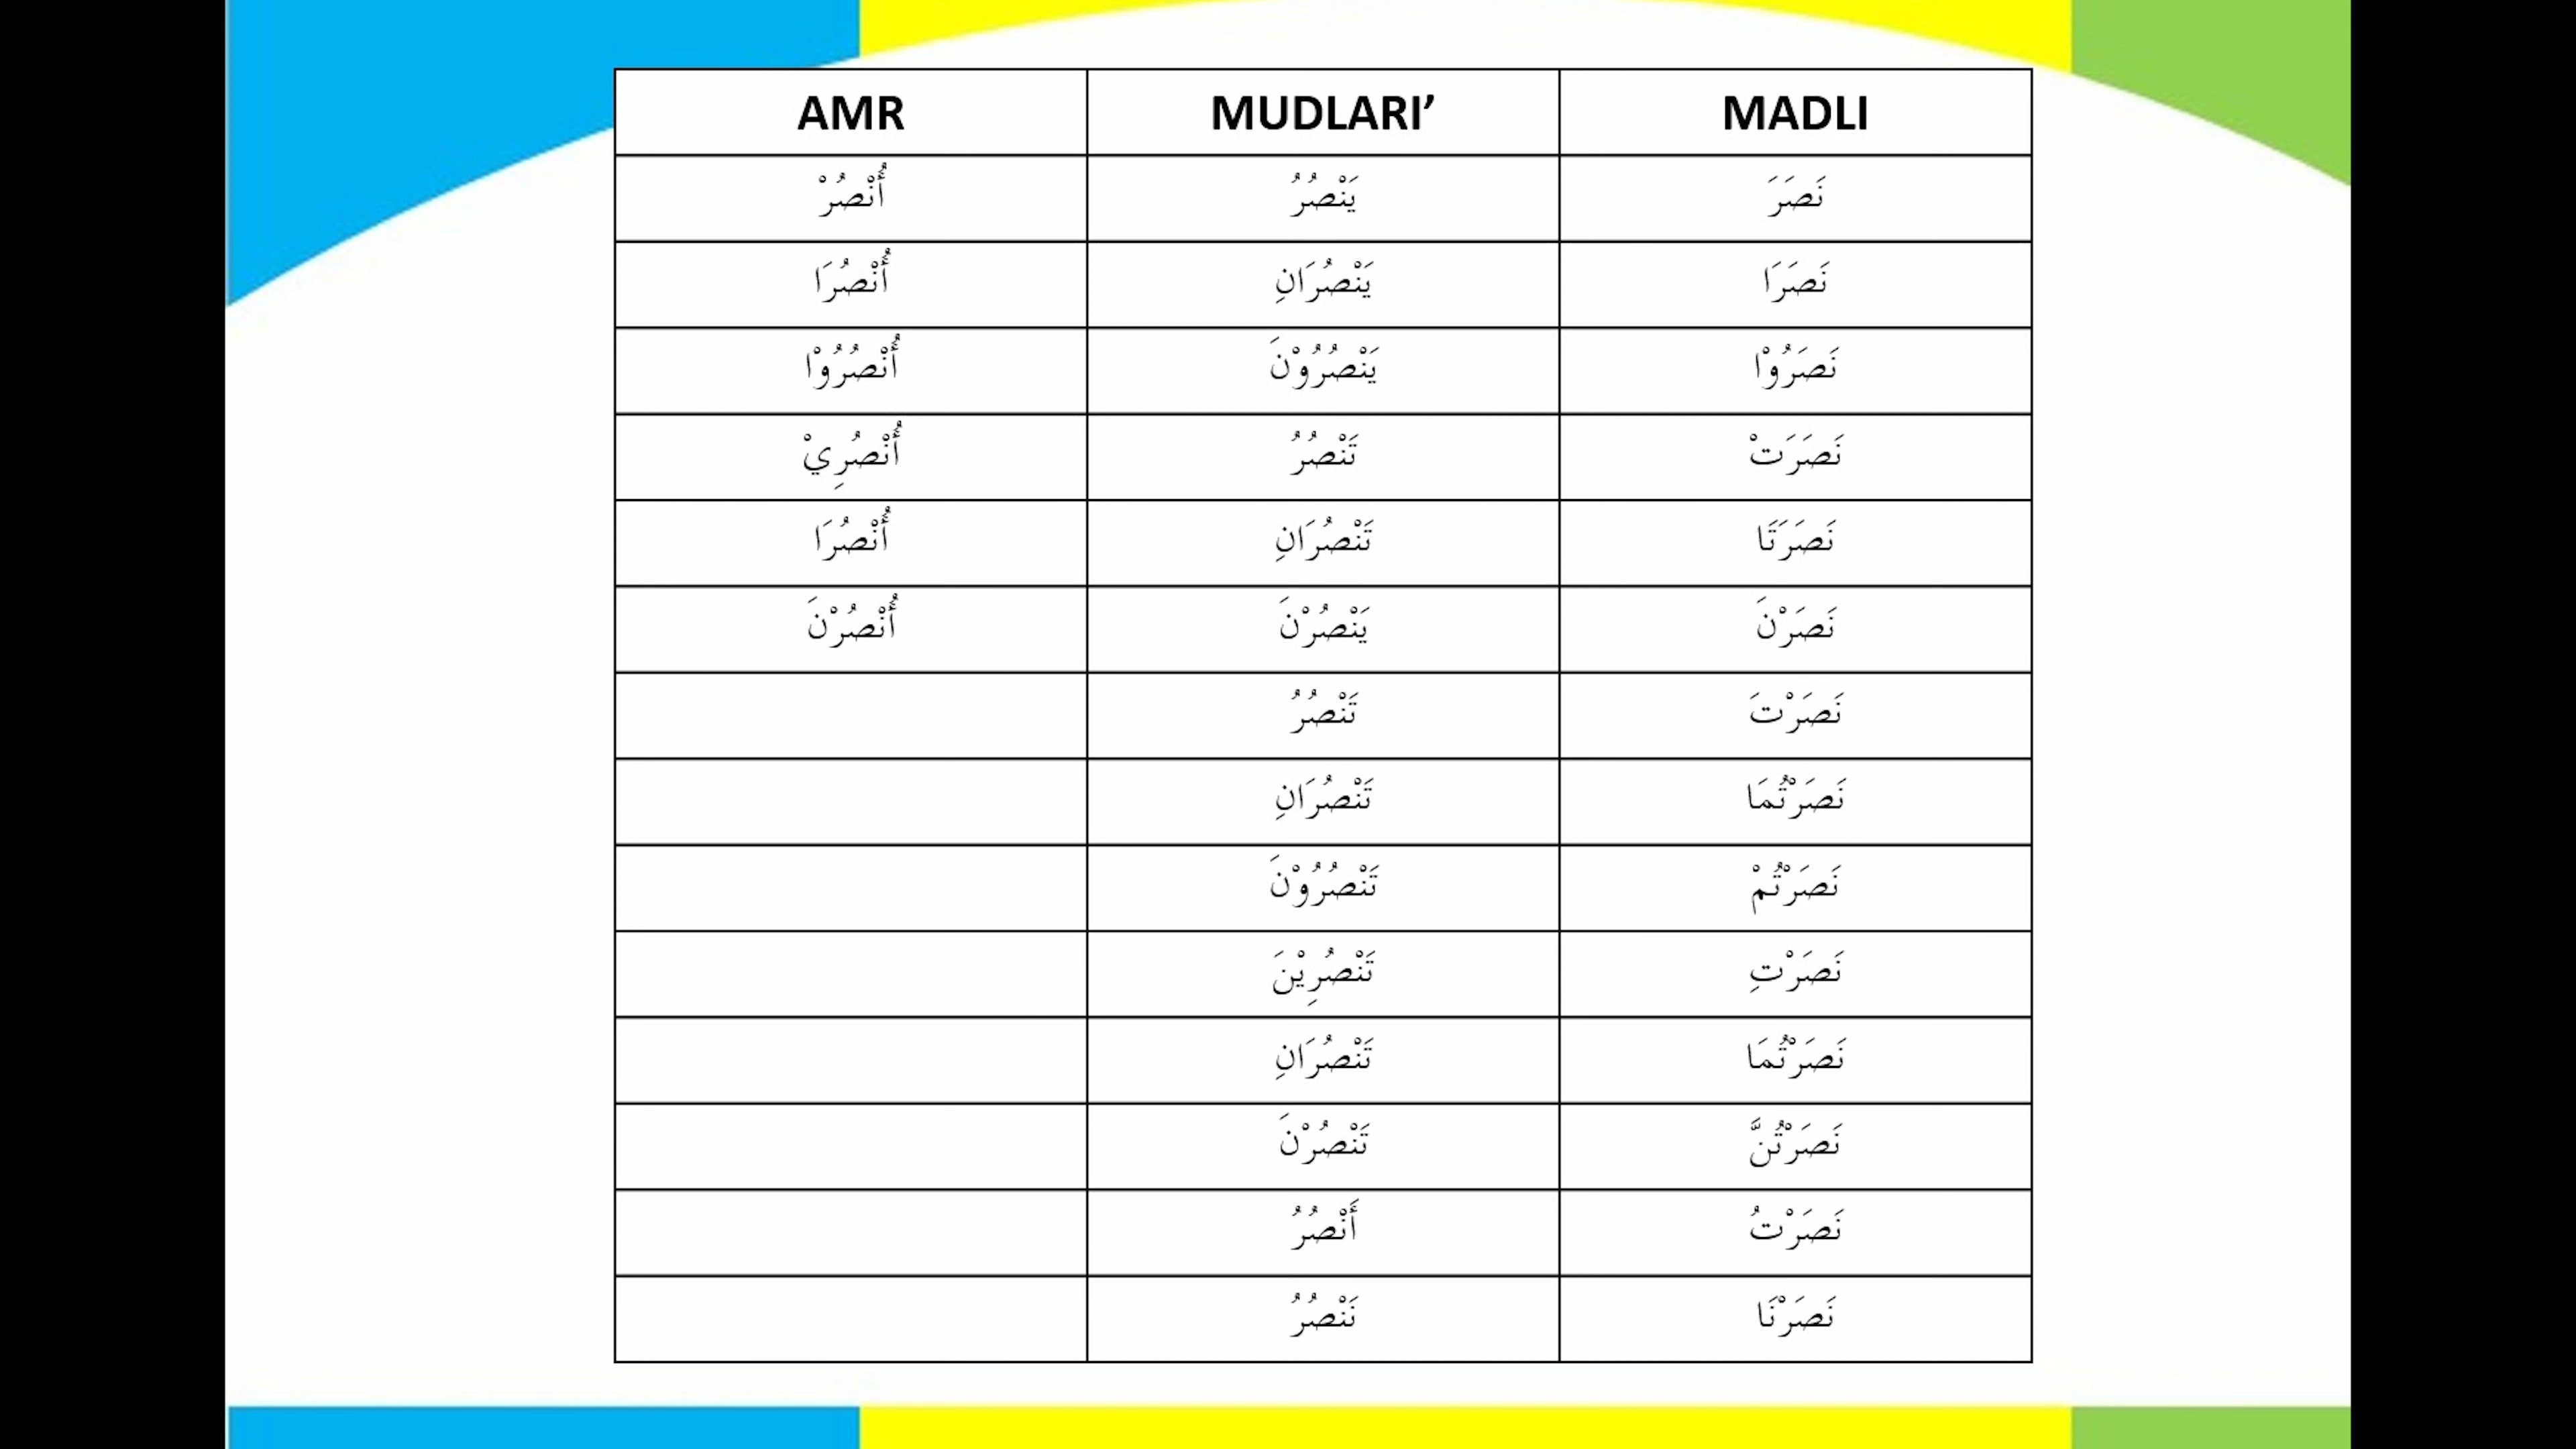 AMR MUDLARI’ MADLI
أُنْصُرْ يَنْصُرُ نَصَرَ
أُنْصُرَا يَنْصُرَانِ نَصَرَا
أُنْصُرُوْا يَنْصُرُوْنَ نَصَرُوْا
أُنْصُرِيْ تَنْصُرُ نَصَرَتْ
أُنْصُرَا تَنْصُرَانِ نَصَرَتَا
أُنْصُرْنَ يَنْصُرْنَ نَصَرْنَ
تَنْصُرُ نَصَرْتَ
تَنْصُرَانِ نَصَرْتُمَا
تَنْصُرُوْنَ نَصَرْتُمْ
تَنْصُرِيْنَ نَصَرْتِ
تَنْصُرَانِ نَصَرْتُمَا
تَنْصُرْنَ نَصَرْتُنَّ
أَنْصُرُ نَصَرْتُ
نَنْصُرُ نَصَرْنَا